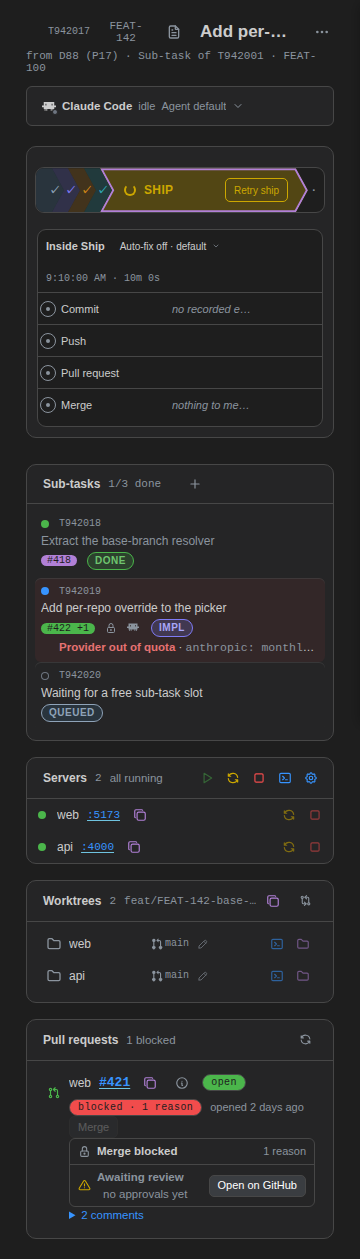 T942017 FEAT-142 Add per-…
from D88 (P17) · Sub-task of T942001 · FEAT-
100
Claude Code idle Agent default
SHIP Retry ship
Inside Ship Auto-fix off · default
9:10:00 AM · 10m 0s
Commit no recorded e…
Push
Pull request
Merge nothing to me…
Sub-tasks 1/3 done
T942018
Extract the base-branch resolver
#418 DONE
T942019
Add per-repo override to the picker
#422 +1 IMPL
Provider out of quota · anthropic: monthl…
T942020
Waiting for a free sub-task slot
QUEUED
Servers 2 all running
web :5173
api :4000
Worktrees 2 feat/FEAT-142-base-…
web main
api main
Pull requests 1 blocked
web #421 open
blocked · 1 reason opened 2 days ago
Merge
Merge blocked 1 reason
Awaiting review
no approvals yet
Open on GitHub
2 comments